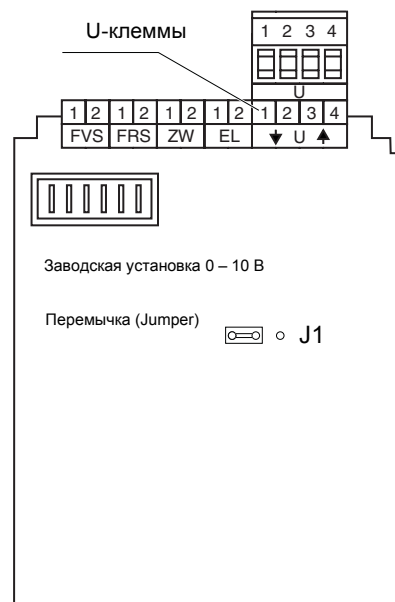 U-клеммы
1 2 3 4
U
1 2 1 2 1 2 1 2 1 2 3 4
FVS FRS ZW EL U
Заводская установка 0 – 10 В
Перемычка (Jumper)
J1